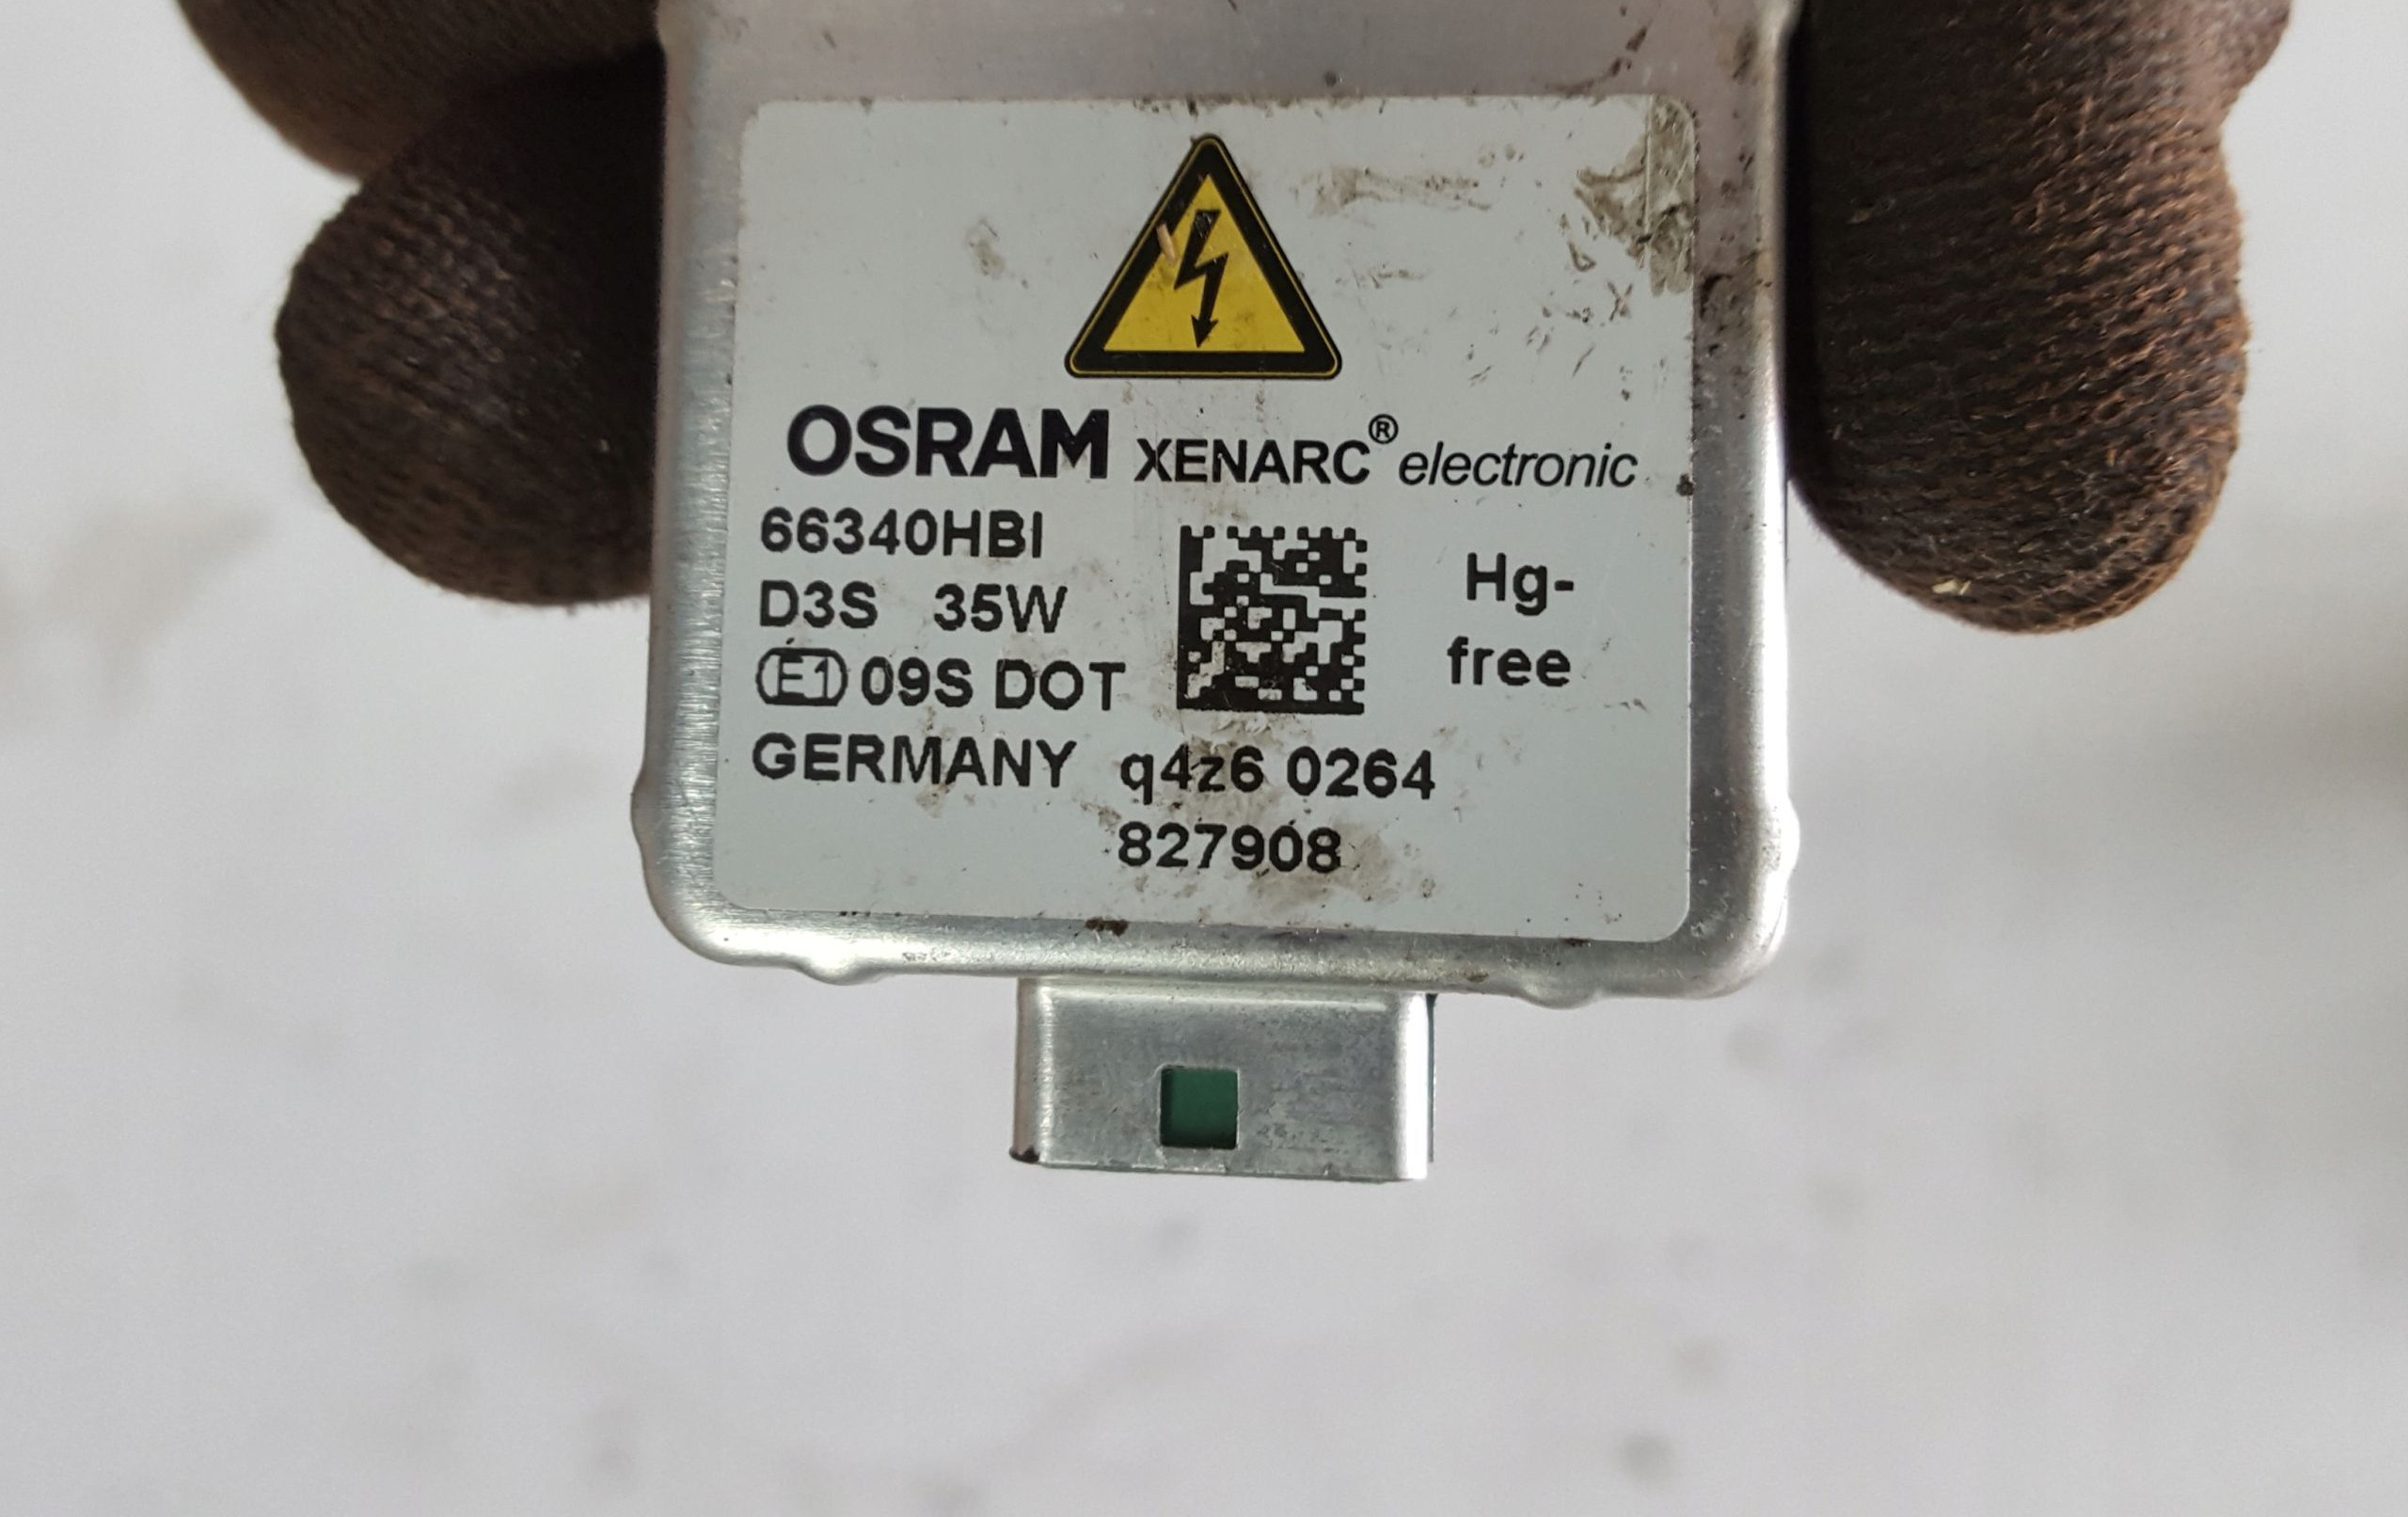 OSRAM XENARC® electronic
66340HBI
D3S 35W
Hg-
free
E1 09S DOT
GERMANY q4z6 0264
827908